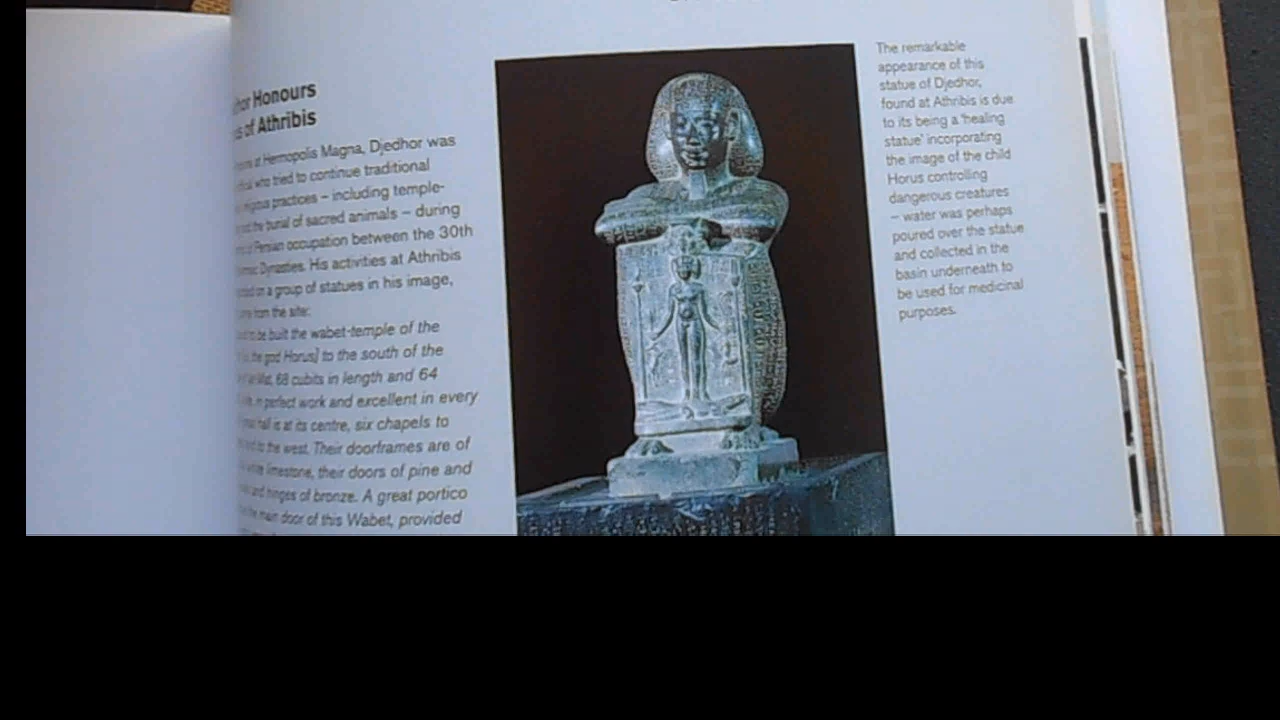 Honours
of Athribis
at Hermopolis Magna, Djedhor was
who tried to continue traditional
practices – including temple-
burial of sacred animals – during
of Persian occupation between the 30th
Dynasties. His activities at Athribis
on a group of statues in his image,
from the site:
to be built the wabet-temple of the
the god Horus] to the south of the
68 cubits in length and 64
in perfect work and excellent in every
hall is at its centre, six chapels to
to the west. Their doorframes are of
limestone, their doors of pine and
and hinges of bronze. A great portico
main door of this Wabet, provided
The remarkable
appearance of this
statue of Djedhor,
found at Athribis is due
to its being a 'healing
statue' incorporating
the image of the child
Horus controlling
dangerous creatures
– water was perhaps
poured over the statue
and collected in the
basin underneath to
be used for medicinal
purposes.